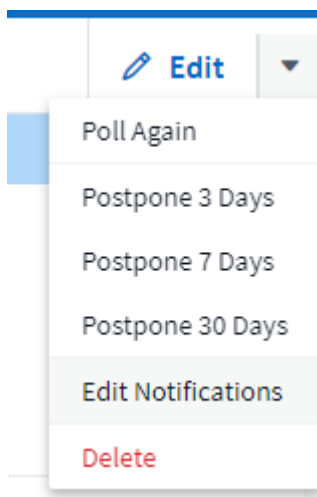 Edit
Poll Again
Postpone 3 Days
Postpone 7 Days
Postpone 30 Days
Edit Notifications
Delete